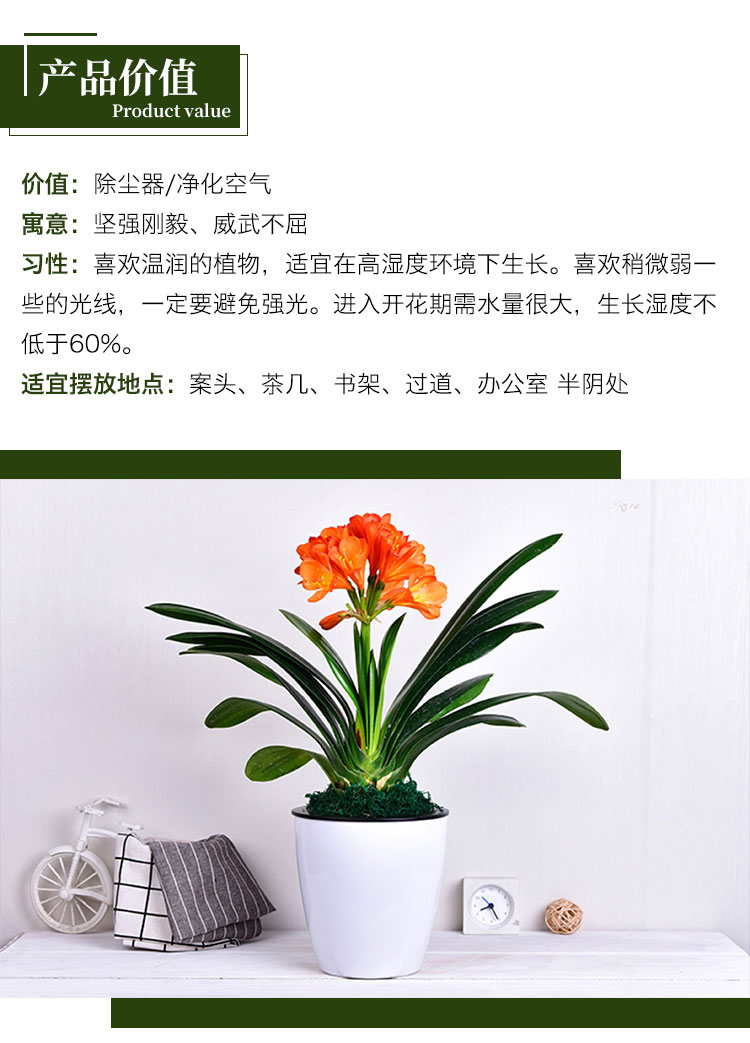 产品价值
Product value
价值：除尘器/净化空气
寓意：坚强刚毅、威武不屈
习性：喜欢温润的植物，适宜在高湿度环境下生长。喜欢稍微弱一
些的光线，一定要避免强光。进入开花期需水量很大，生长湿度不
低于60%。
适宜摆放地点：案头、茶几、书架、过道、办公室 半阴处